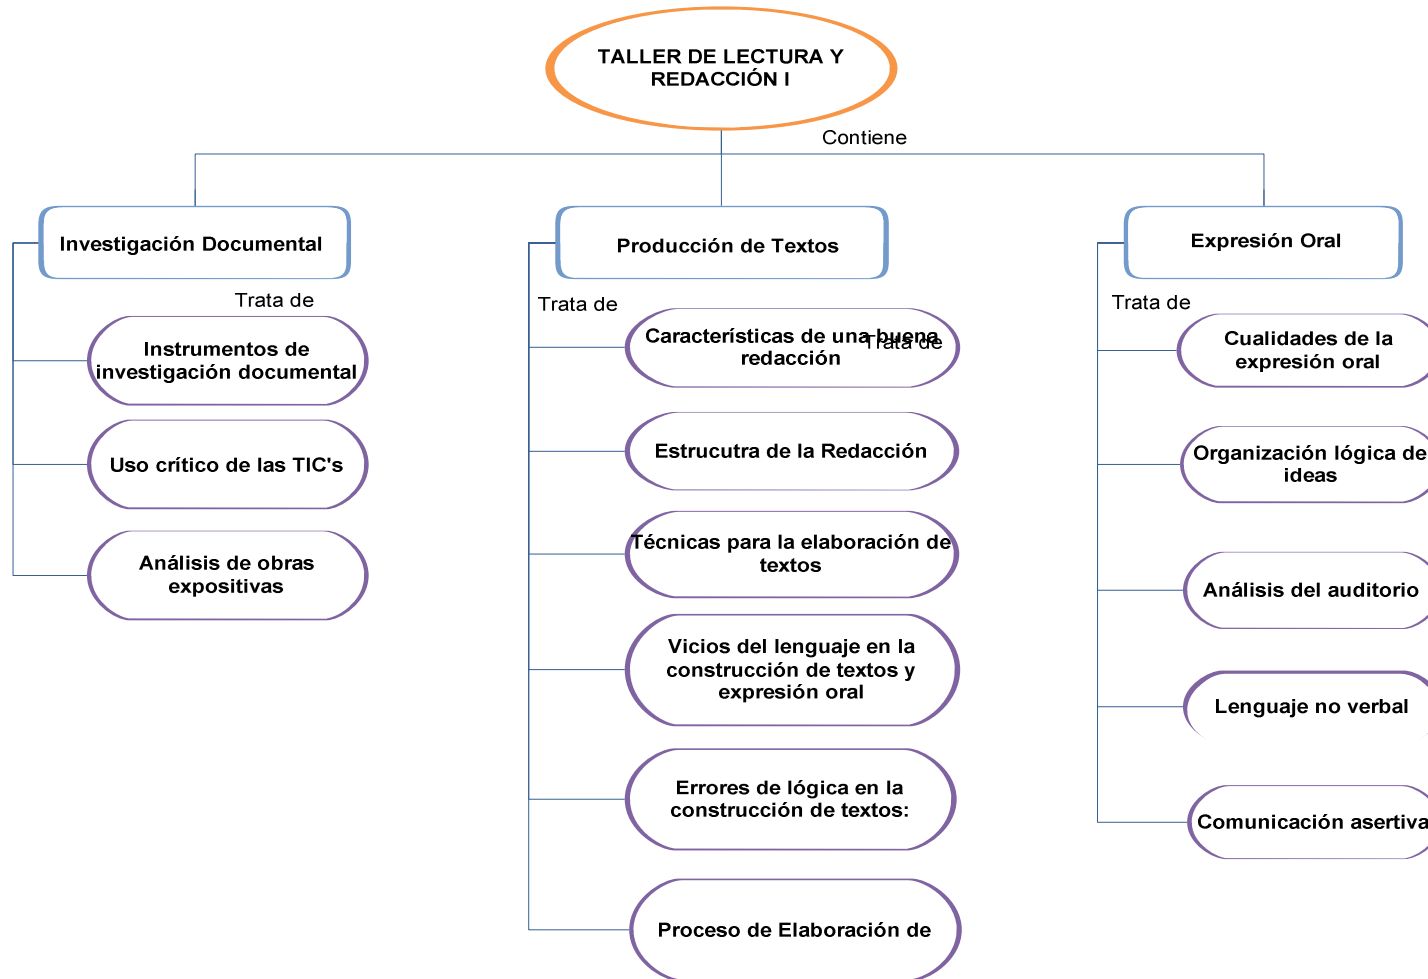 TALLER DE LECTURA Y
REDACCIÓN I
Contiene
Investigación Documental
Trata de
Instrumentos de
investigación documental
Uso crítico de las TIC's
Análisis de obras
expositivas
Producción de Textos
Trata de
Característicias de una buena
redacción
Trata de
Estrucutra de la Redacción
Técnicas para la elaboración de
textos
Vicios del lenguaje en la
construcción de textos y
expresión oral
Errores de lógica en la
construcción de textos:
Proceso de Elaboración de
Expresión Oral
Trata de
Cualidades de la
expresión oral
Organización lógica de
ideas
Análisis del auditorio
Lenguaje no verbal
Comunicación asertiva